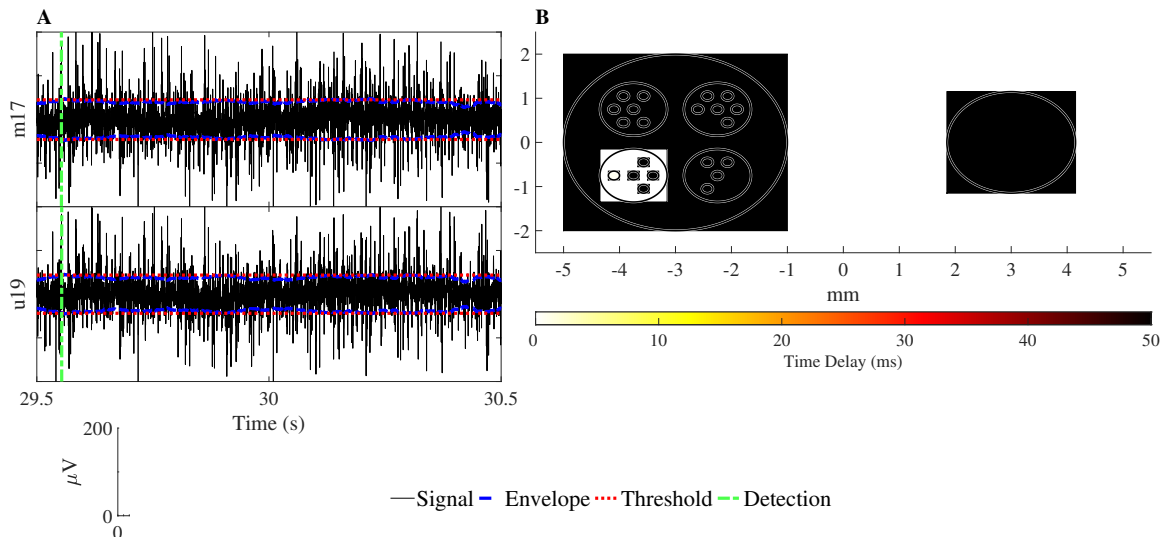 A
m17
u19
29.5 30 30.5
Time (s)
200
μV
0
0
B
2
1
0
-1
-2
-5 -4 -3 -2 -1 0 1 2 3 4 5
mm
0 10 20 30 40 50
Time Delay (ms)
Signal Envelope Threshold Detection